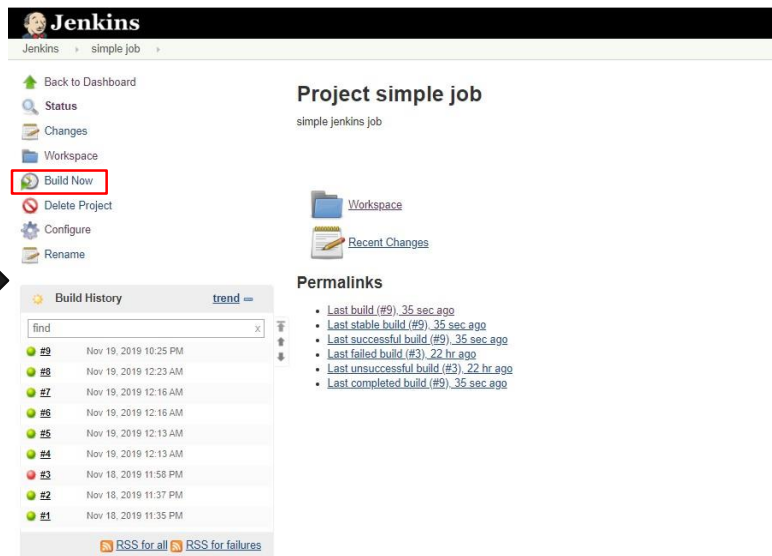 Jenkins
Jenkins simple job
Back to Dashboard
Status
Changes
Workspace
Build Now
Delete Project
Configure
Rename
Build History trend
find x
#9 Nov 19, 2019 10:25 PM
#8 Nov 19, 2019 12:23 AM
#7 Nov 19, 2019 12:16 AM
#6 Nov 19, 2019 12:16 AM
#5 Nov 19, 2019 12:13 AM
#4 Nov 19, 2019 12:13 AM
#3 Nov 18, 2019 11:58 PM
#2 Nov 18, 2019 11:37 PM
#1 Nov 18, 2019 11:35 PM
RSS for all RSS for failures
Project simple job
simple jenkins job
Workspace
Recent Changes
Permalinks
Last build (#9), 35 sec ago
Last stable build (#9), 35 sec ago
Last successful build (#9), 35 sec ago
Last failed build (#3), 22 hr ago
Last unsuccessful build (#3), 22 hr ago
Last completed build (#9), 35 sec ago